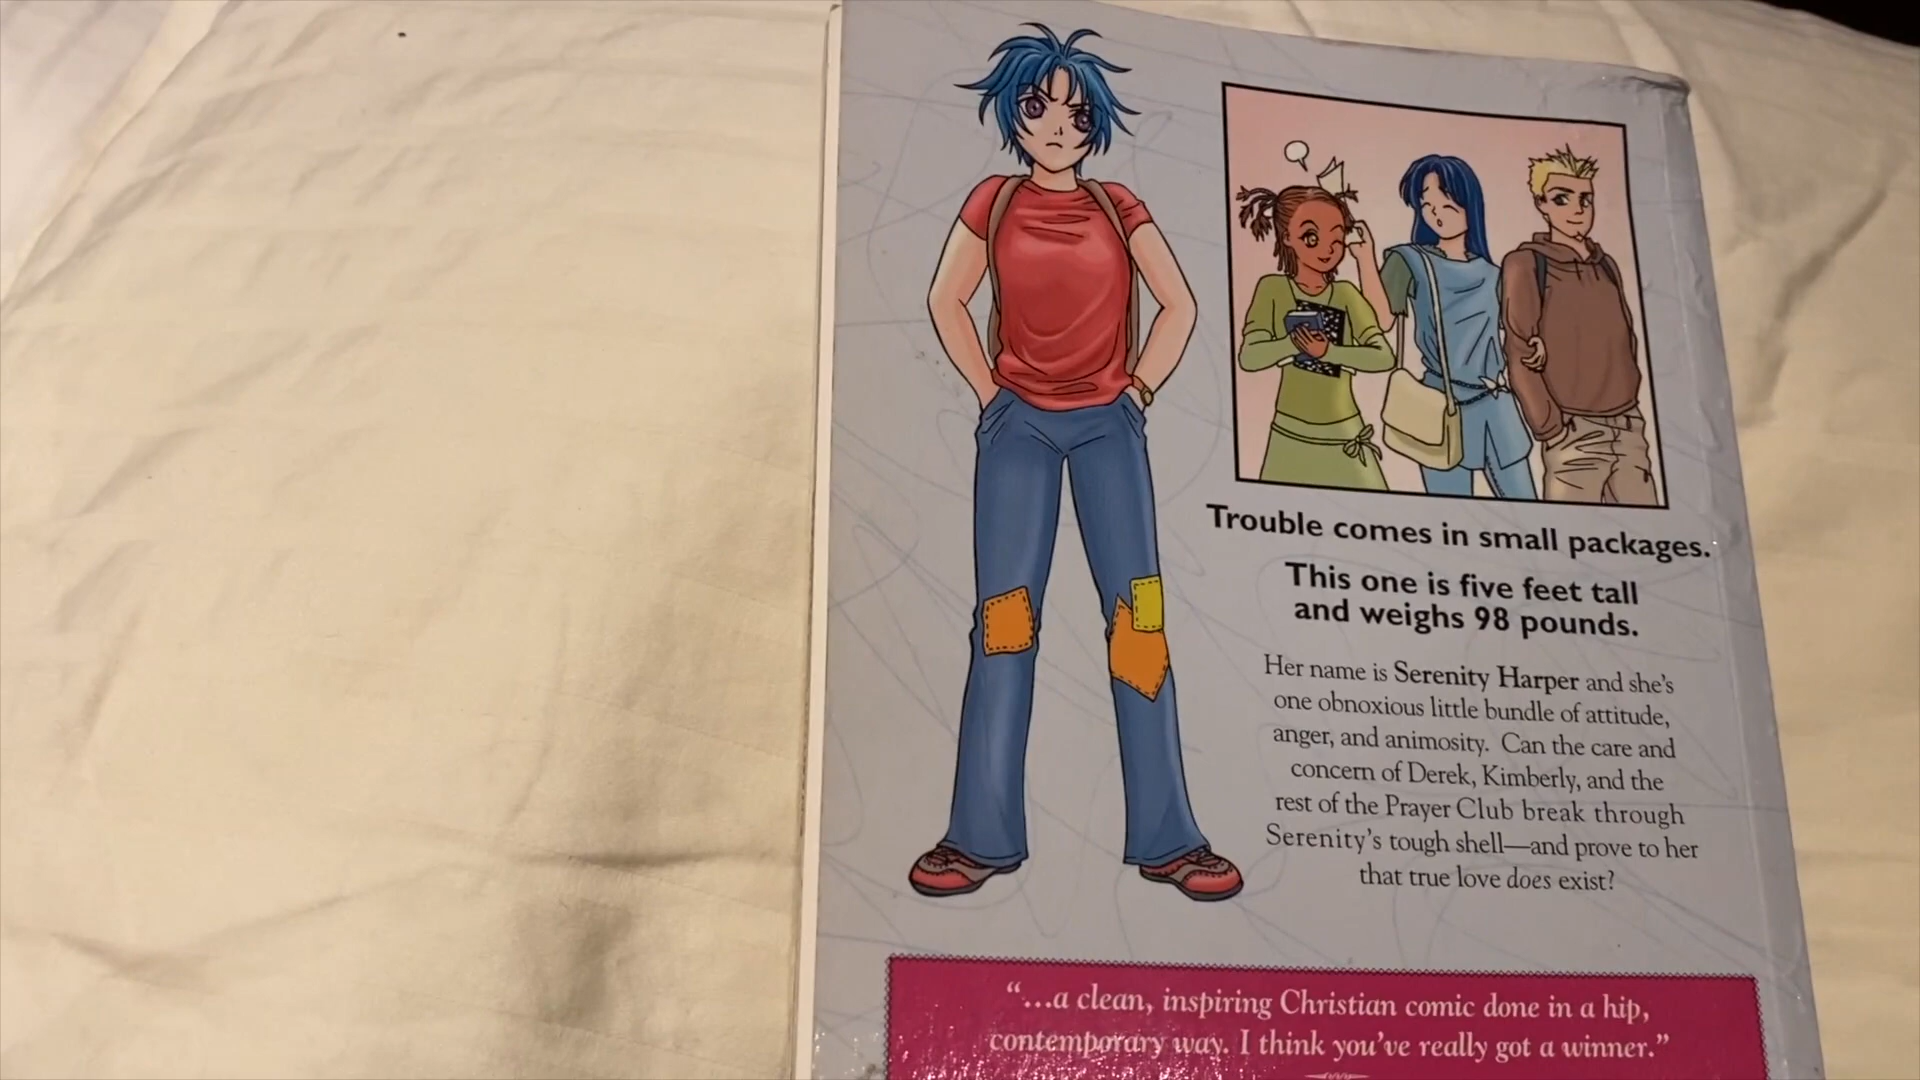 Trouble comes in small packages.
This one is five feet tall
and weighs 98 pounds.
Her name is Serenity Harper and she's
one obnoxious little bundle of attitude,
anger, and animosity. Can the care and
concern of Derek, Kimberly, and the
rest of the Prayer Club break through
Serenity's tough shell—and prove to her
that true love does exist?
“...a clean, inspiring Christian comic done in a hip,
contemporary way. I think you've really got a winner.”